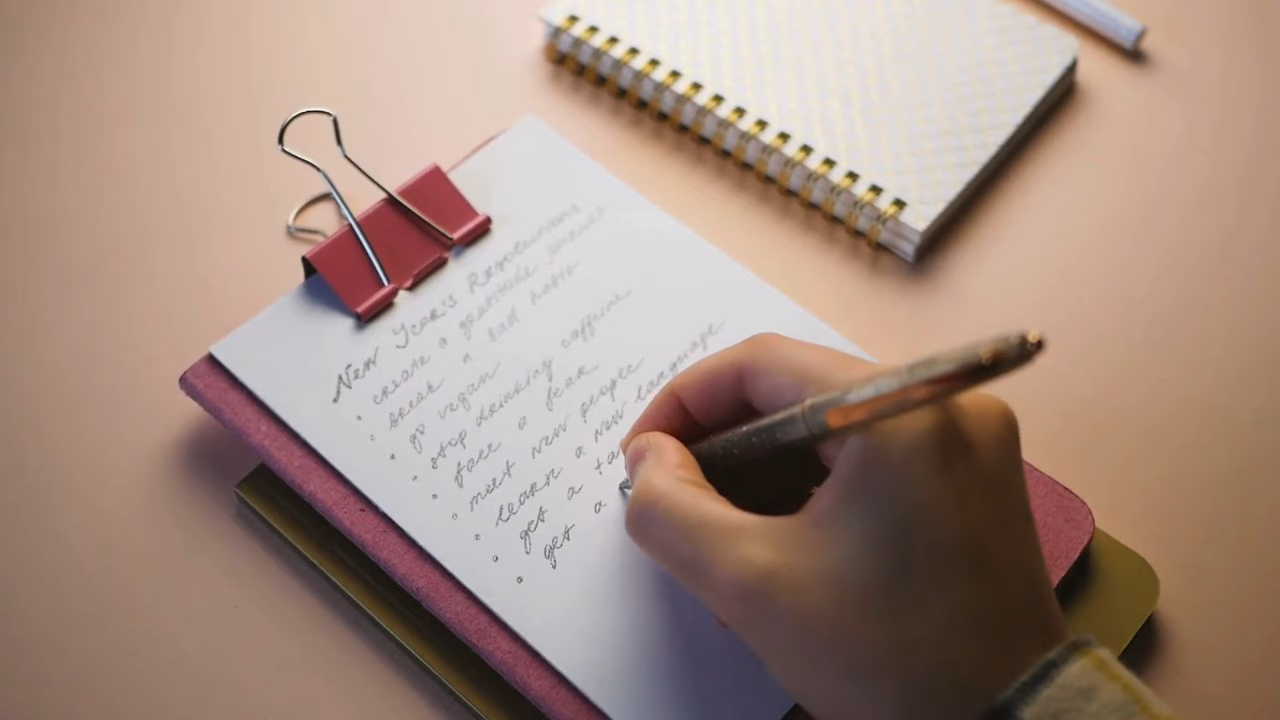 New Year's Resolutions
• create a gratitude journal
• break a bad habit
• go vegan
• stop drinking caffeine
• face a fear
• meet new people
• learn a new language
• get a ta
• get a